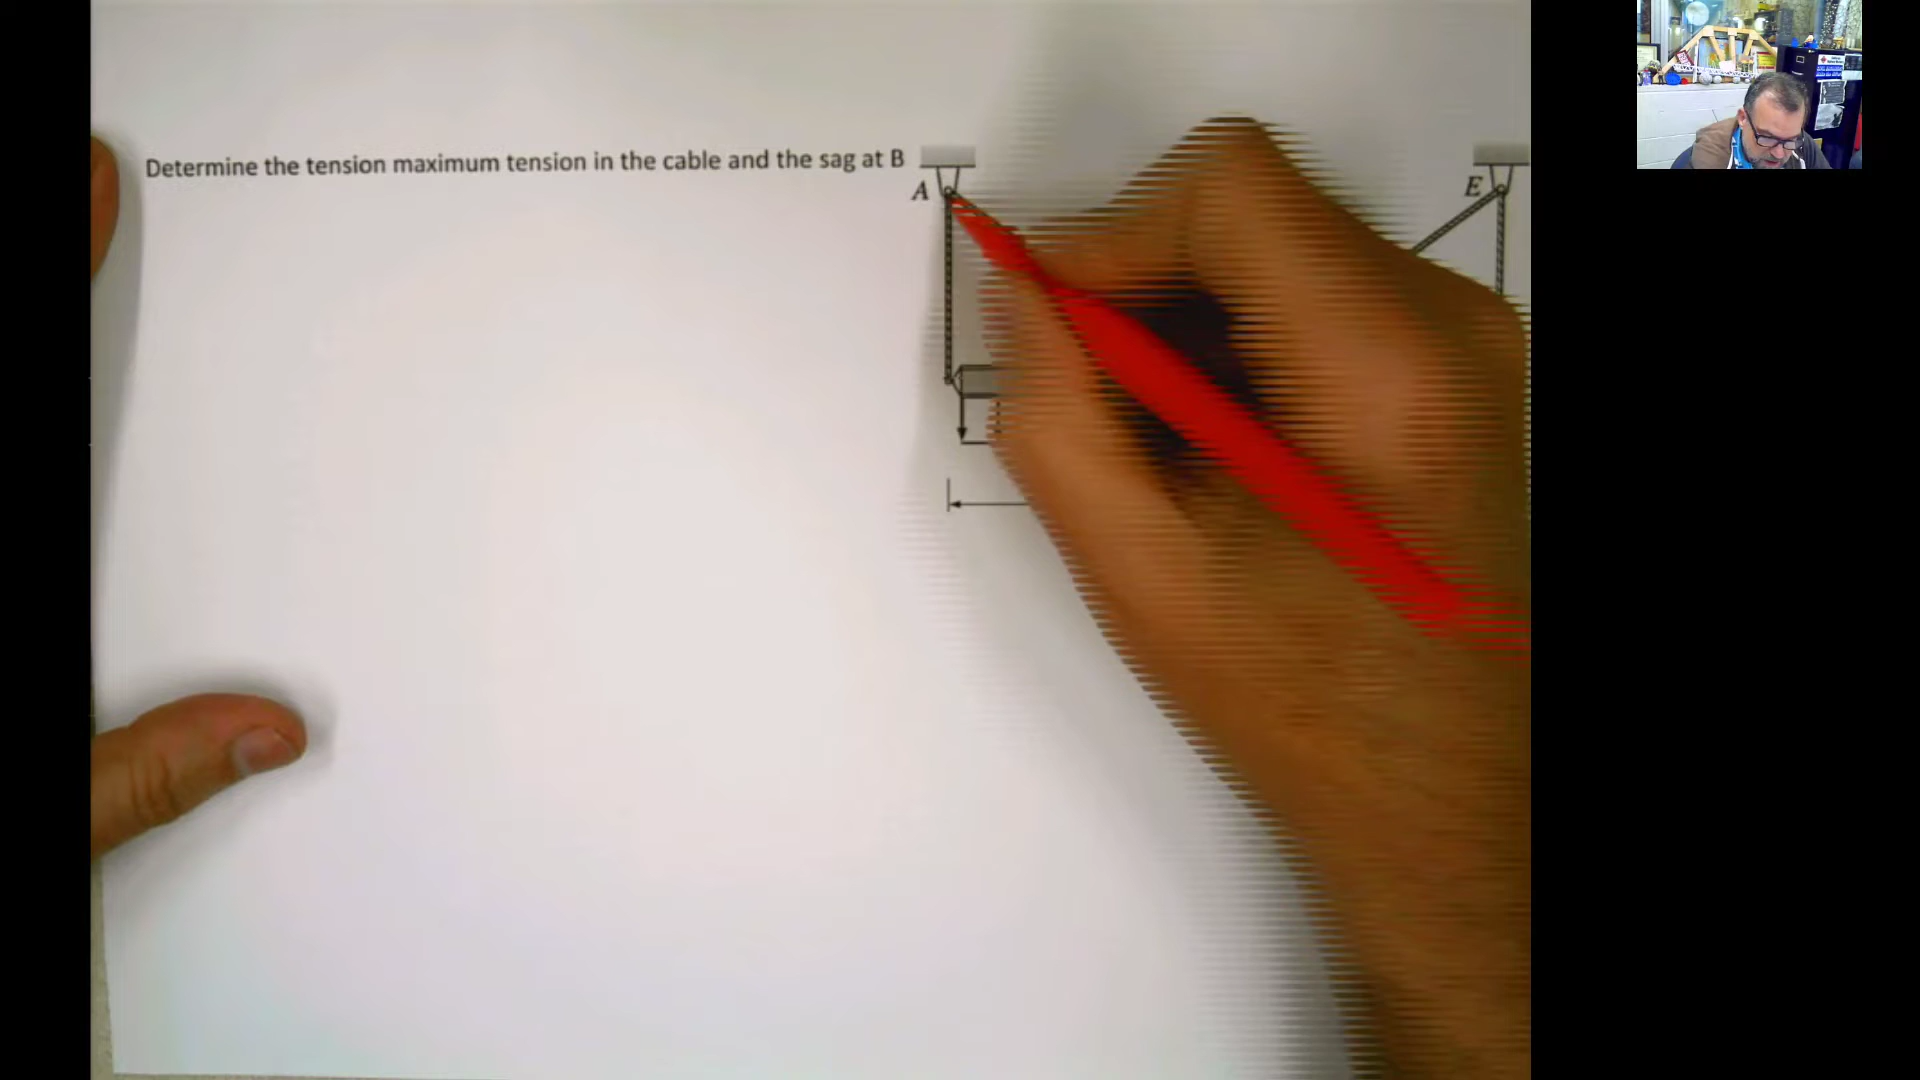 Determine the tension maximum tension in the cable and the sag at B
A
E